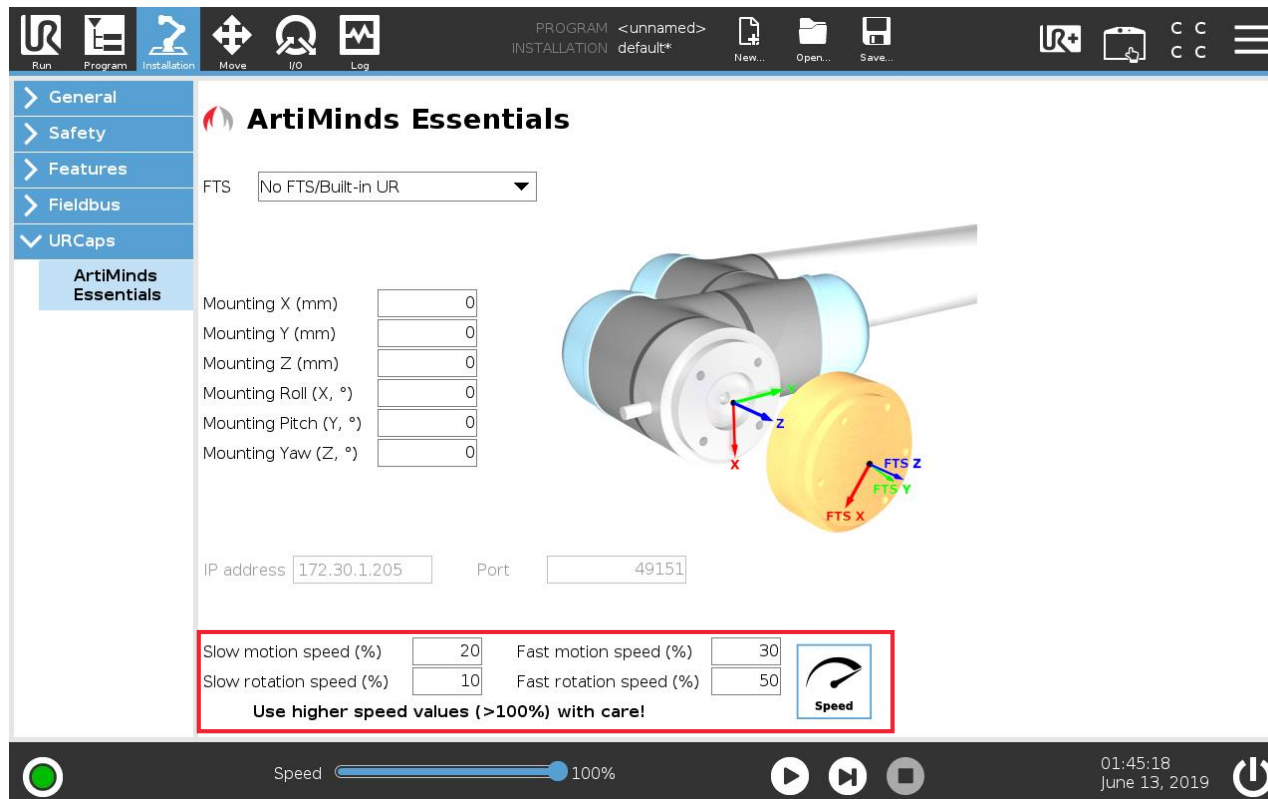 PROGRAM <unnamed>
INSTALLATION default*
Run Program Installation Move I/O Log New... Open... Save...
UR+
C C
C C
General
Safety
Features
Fieldbus
URCaps
ArtiMinds
Essentials
ArtiMinds Essentials
FTS No FTS/Built-in UR
Mounting X (mm) 0
Mounting Y (mm) 0
Mounting Z (mm) 0
Mounting Roll (X, °) 0
Mounting Pitch (Y, °) 0
Mounting Yaw (Z, °) 0
Y
Z
X
FTS Z
FTS Y
FTS X
IP address 172.30.1.205 Port 49151
Slow motion speed (%) 20 Fast motion speed (%) 30
Slow rotation speed (%) 10 Fast rotation speed (%) 50
Use higher speed values (>100%) with care!
Speed
Speed 100%
01:45:18
June 13, 2019